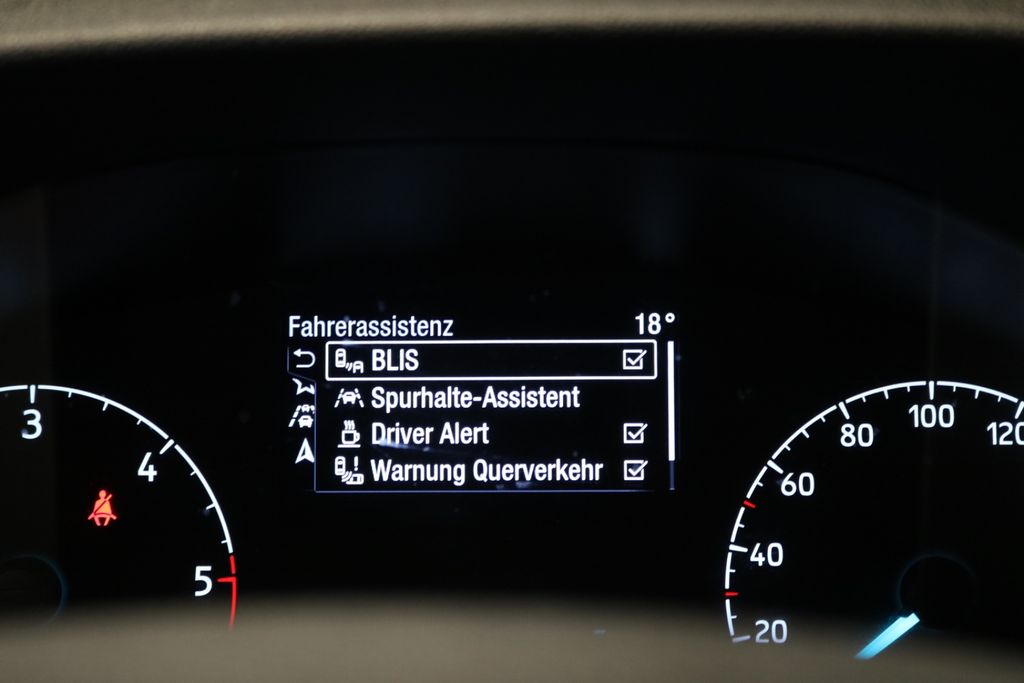 Fahrerassistenz 18°
BLIS
Spurhalte-Assistent
Driver Alert
Warnung Querverkehr
3
4
5
20
40
60
80
100
120